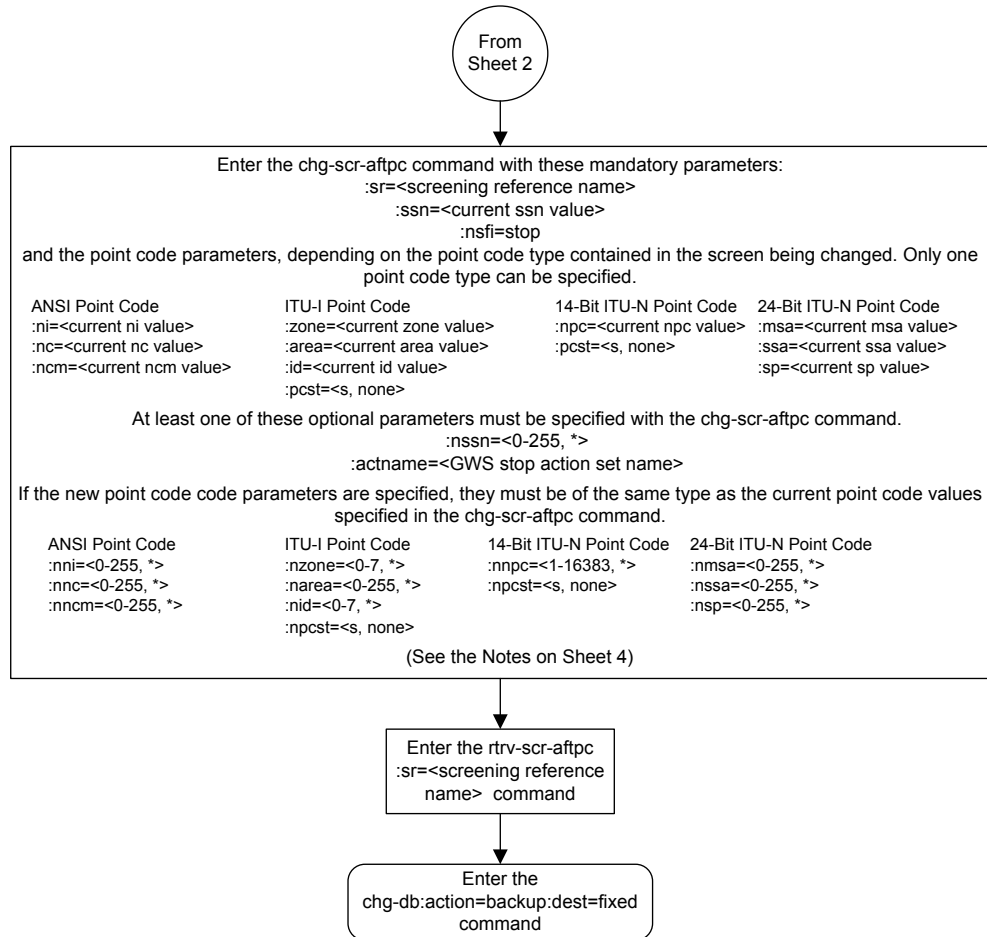 From
Sheet 2
Enter the chg-scr-aftpc command with these mandatory parameters:
:sr=<screening reference name>
:ssn=<current ssn value>
:nsfi=stop
and the point code parameters, depending on the point code type contained in the screen being changed. Only one
point code type can be specified.
ANSI Point Code
:ni=<current ni value>
:nc=<current nc value>
:ncm=<current ncm value>
ITU-I Point Code
:zone=<current zone value>
:area=<current area value>
:id=<current id value>
:pcst=<s, none>
14-Bit ITU-N Point Code
:npc=<current npc value>
:pcst=<s, none>
24-Bit ITU-N Point Code
:msa=<current msa value>
:ssa=<current ssa value>
:sp=<current sp value>
At least one of these optional parameters must be specified with the chg-scr-aftpc command.
:nssn=<0-255, *>
:actname=<GWS stop action set name>
If the new point code code parameters are specified, they must be of the same type as the current point code values
specified in the chg-scr-aftpc command.
ANSI Point Code
:nni=<0-255, *>
:nnc=<0-255, *>
:nncm=<0-255, *>
ITU-I Point Code
:nzone=<0-7, *>
:narea=<0-255, *>
:nid=<0-7, *>
:npcst=<s, none>
14-Bit ITU-N Point Code
:nnpc=<1-16383, *>
:npcst=<s, none>
24-Bit ITU-N Point Code
:nmsa=<0-255, *>
:nssa=<0-255, *>
:nsp=<0-255, *>
(See the Notes on Sheet 4)
Enter the rtrv-scr-aftpc
:sr=<screening reference
name> command
Enter the
chg-db:action=backup:dest=fixed
command